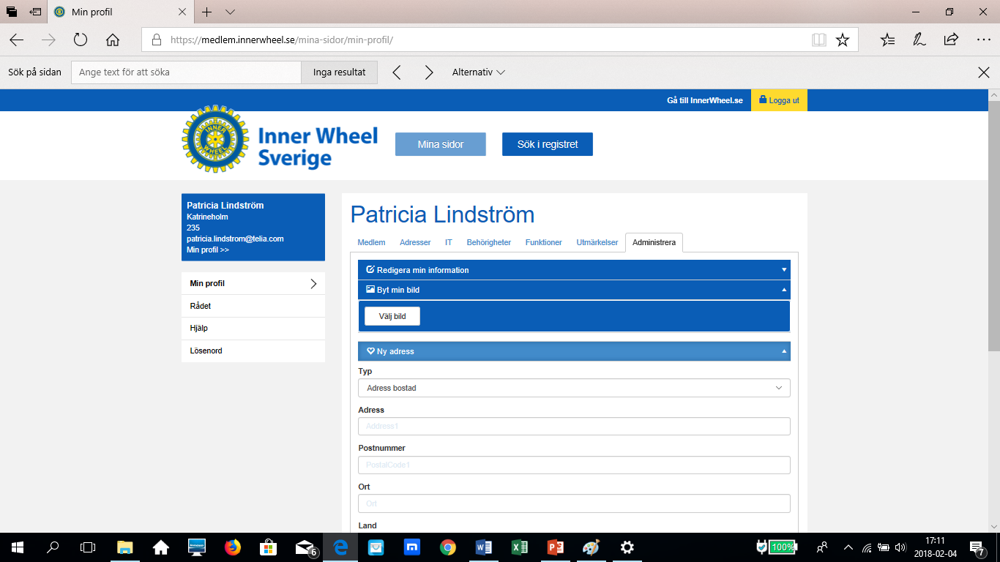 Min profil
https://medlem.innerwheel.se/mina-sidor/min-profil/
Sök på sidan
Ange text för att söka
Inga resultat
Alternativ
Gå till InnerWheel.se
Logga ut
INNER
WHEEL
Inner Wheel
Sverige
Mina sidor
Sök i registret
Patricia Lindström
Katrineholm
235
patricia.lindstrom@telia.com
Min profil >>
Min profil
Rådet
Hjälp
Lösenord
Patricia Lindström
Medlem
Adresser
IT
Behörigheter
Funktioner
Utmärkelser
Administrera
Redigera min information
Byt min bild
Välj bild
Ny adress
Typ
Adress bostad
Adress
Address1
Postnummer
PostalCode1
Ort
Ort
Land
6
100%
17:11
2018-02-04
7